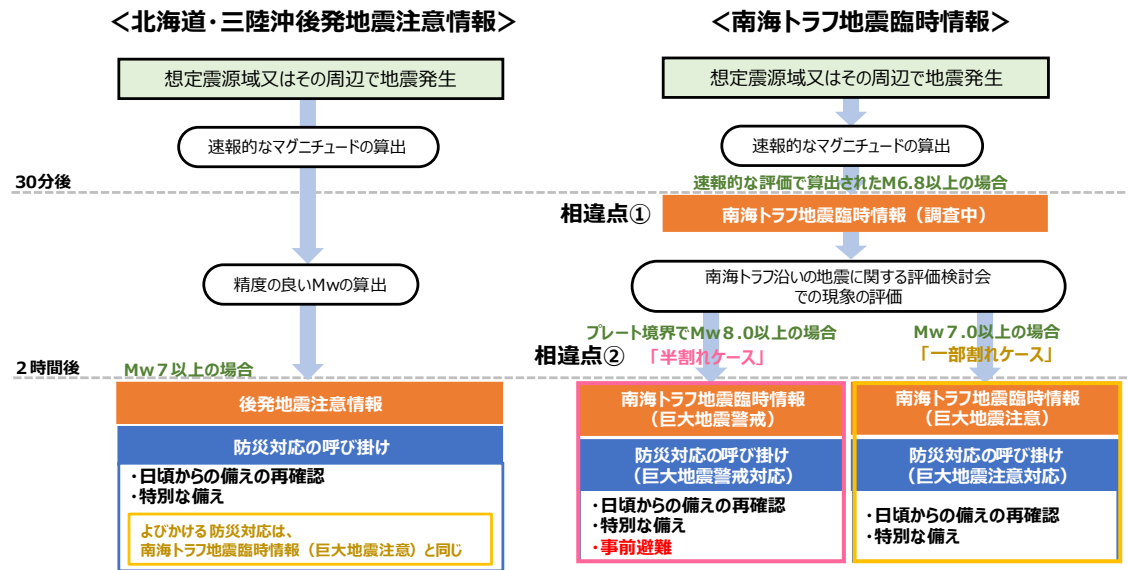 ＜北海道・三陸沖後発地震注意情報＞
想定震源域又はその周辺で地震発生
速報的なマグニチュードの算出
30分後
精度の良いMwの算出
２時間後
Mw７以上の場合
後発地震注意情報
防災対応の呼び掛け
・日頃からの備えの再確認
・特別な備え
よびかける防災対応は、
南海トラフ地震臨時情報（巨大地震注意）と同じ
＜南海トラフ地震臨時情報＞
想定震源域又はその周辺で地震発生
速報的なマグニチュードの算出
速報的な評価で算出されたM6.8以上の場合
相違点①
南海トラフ地震臨時情報（調査中）
南海トラフ沿いの地震に関する評価検討会
での現象の評価
プレート境界でMw８.０以上の場合
「半割れケース」
相違点②
Mw７.0以上の場合
「一部割れケース」
南海トラフ地震臨時情報
（巨大地震警戒）
防災対応の呼び掛け
（巨大地震警戒対応）
・日頃からの備えの再確認
・特別な備え
・事前避難
南海トラフ地震臨時情報
（巨大地震注意）
防災対応の呼び掛け
（巨大地震注意対応）
・日頃からの備えの再確認
・特別な備え